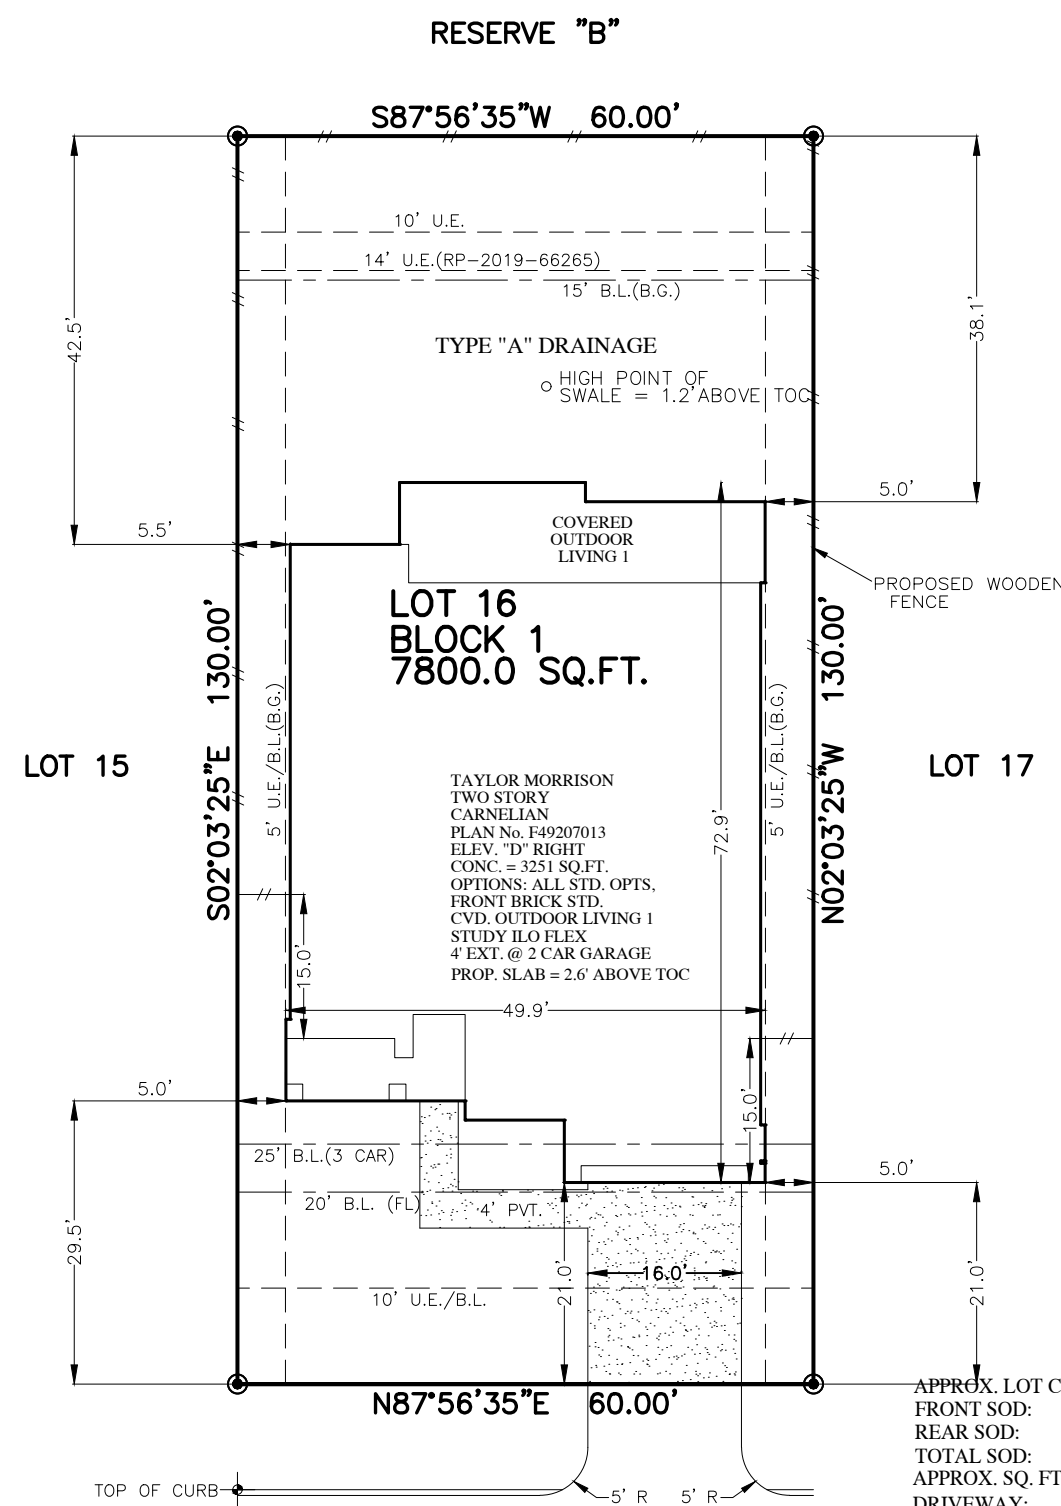 RESERVE "B"
S87°56'35"W 60.00'
10' U.E.
14' U.E.(RP-2019-66265)
15' B.L.(B.G.)
42.5'
38.1'
TYPE "A" DRAINAGE
HIGH POINT OF
SWALE = 1.2' ABOVE TOC
5.0'
5.5'
COVERED
OUTDOOR
LIVING 1
PROPOSED WOODEN
FENCE
LOT 16
BLOCK 1
7800.0 SQ.FT.
S02°03'25"E 130.00'
N02°03'25"W 130.00'
5' U.E./B.L.(B.G.)
5' U.E./B.L.(B.G.)
LOT 15
LOT 17
TAYLOR MORRISON
TWO STORY
CARNELIAN
PLAN No. F49207013
ELEV. "D" RIGHT
CONC. = 3251 SQ.FT.
OPTIONS: ALL STD. OPTS,
FRONT BRICK STD.
CVD. OUTDOOR LIVING 1
STUDY ILO FLEX
4' EXT. @ 2 CAR GARAGE
PROP. SLAB = 2.6' ABOVE TOC
72.9'
15.0'
49.9'
5.0'
15.0'
25' B.L.(3 CAR)
5.0'
20' B.L. (FL)
4' PVT.
29.5'
21.0'
16.0'
21.0'
10' U.E./B.L.
N87°56'35"E 60.00'
APPROX. LOT C
FRONT SOD:
REAR SOD:
TOTAL SOD:
APPROX. SQ. FT
DRIVEWAY:
TOP OF CURB
5' R 5' R